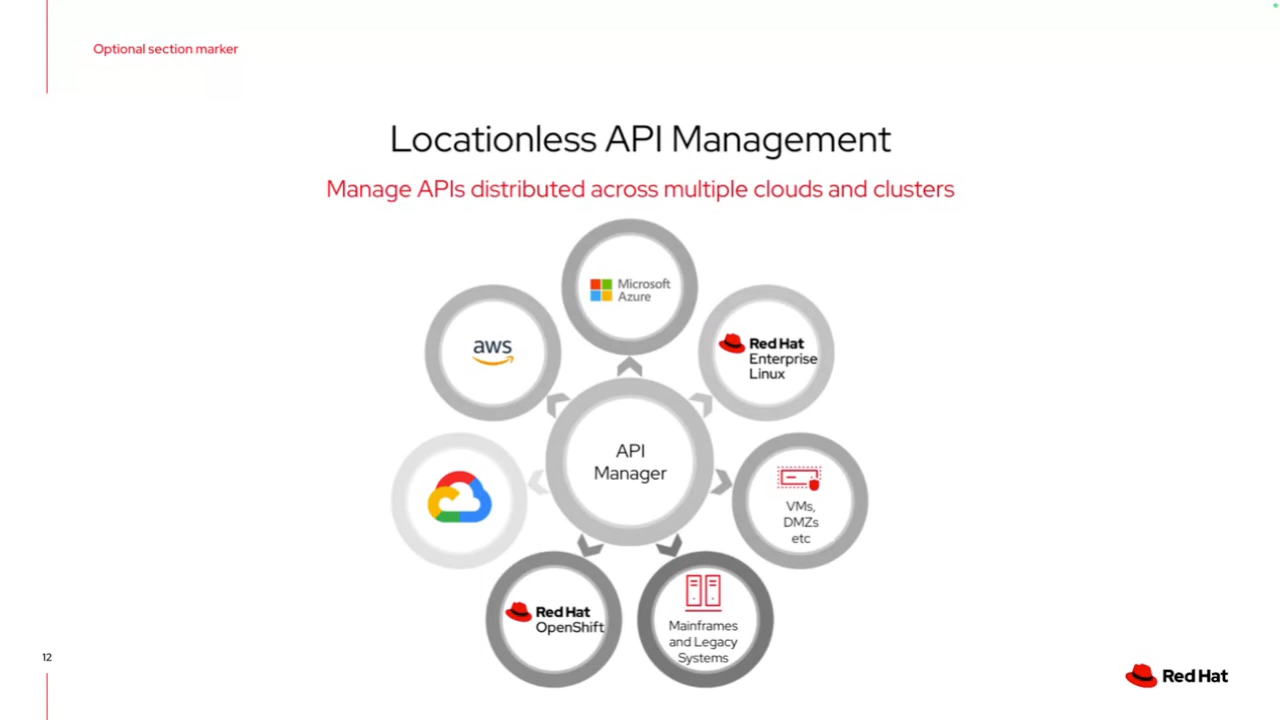 Optional section marker
Locationless API Management
Manage APIs distributed across multiple clouds and clusters
Microsoft
Azure
aws
Red Hat
Enterprise
Linux
API
Manager
VMs,
DMZs
etc
Red Hat
OpenShift
Mainframes
and Legacy
Systems
12
Red Hat